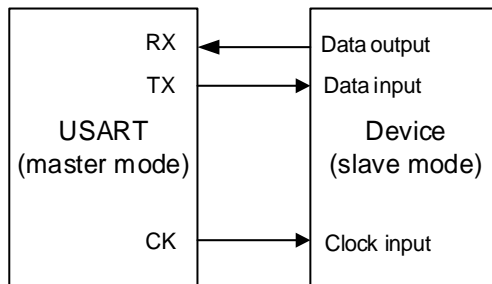 RX
Data output
TX
Data input
USART
(master mode)
Device
(slave mode)
CK
Clock input